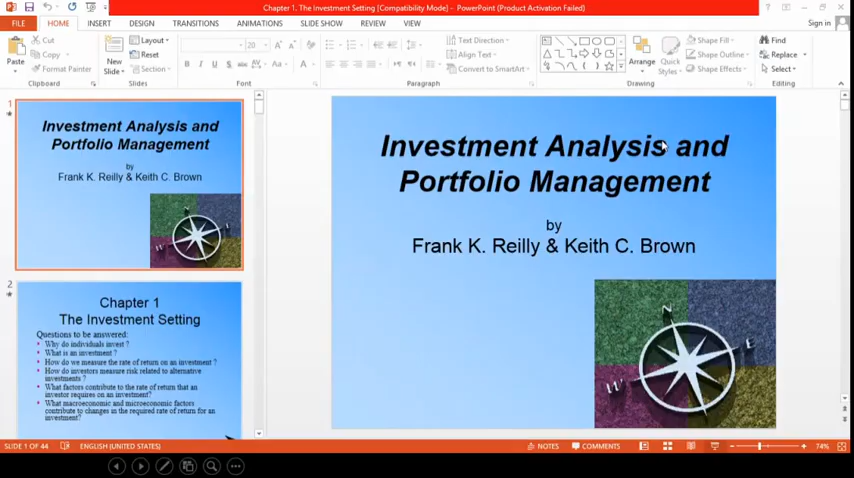 Chapter 1. The Investment Setting [Compatibility Mode] - PowerPoint (Product Activation Failed)
FILE HOME INSERT DESIGN TRANSITIONS ANIMATIONS SLIDE SHOW REVIEW VIEW Sign in
Paste
Cut
Copy
Format Painter
Clipboard
New
Slide
Layout
Reset
Section
Slides
20
B I U S abc AV Aa A
Font
Paragraph
Text Direction
Align Text
Convert to SmartArt
Arrange
Quick
Styles
Shape Fill
Shape Outline
Shape Effects
Drawing
Find
Replace
Select
Editing
1
Investment Analysis and
Portfolio Management
by
Frank K. Reilly & Keith C. Brown
N
E
W
2
Chapter 1
The Investment Setting
Questions to be answered:
Why do individuals invest ?
What is an investment ?
How do we measure the rate of return on an investment ?
How do investors measure risk related to alternative
investments ?
What factors contribute to the rate of return that an
investor requires on an investment?
What macroeconomic and microeconomic factors
contribute to changes in the required rate of return for an
investment?
Investment Analysis and
Portfolio Management
by
Frank K. Reilly & Keith C. Brown
N
E
W
SLIDE 1 OF 44 ENGLISH (UNITED STATES) NOTES COMMENTS 74%